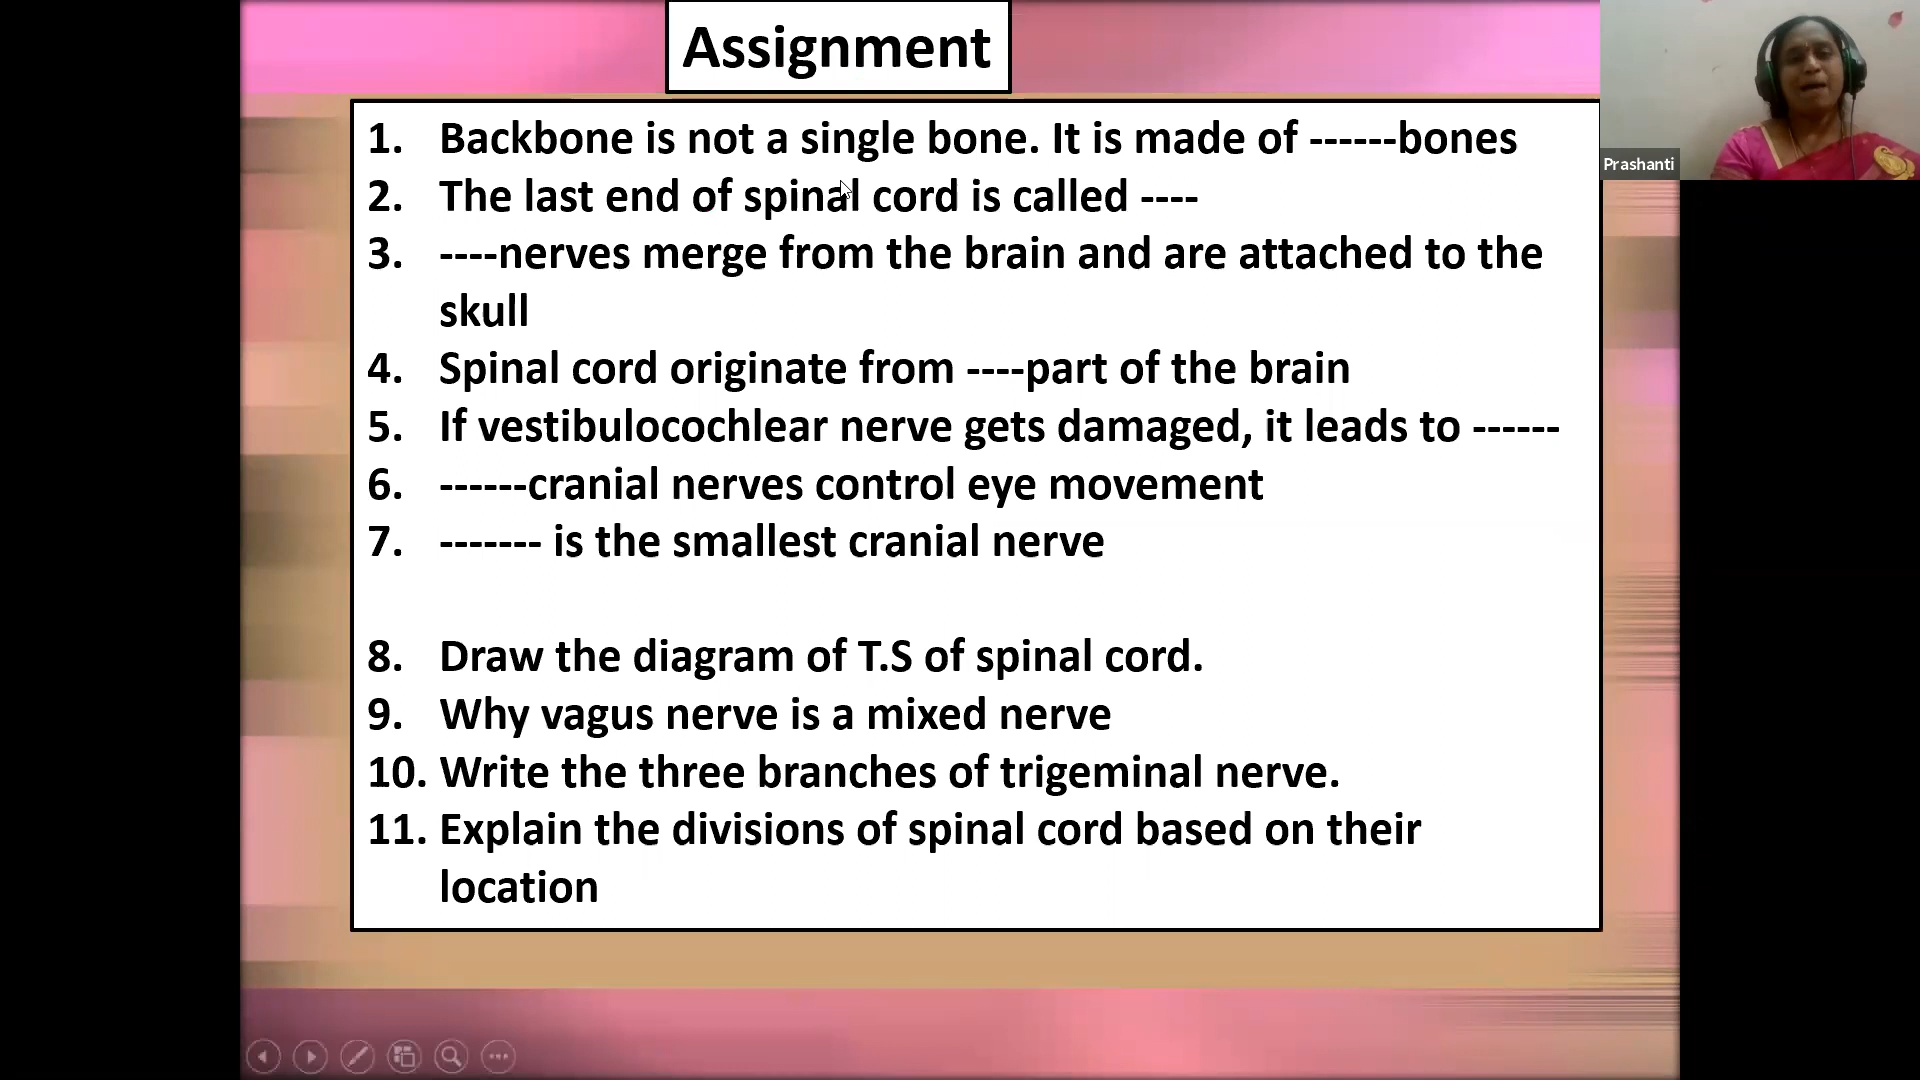 Assignment
1. Backbone is not a single bone. It is made of ------bones
2. The last end of spinal cord is called ----
3. ----nerves merge from the brain and are attached to the
skull
4. Spinal cord originate from ----part of the brain
5. If vestibulocochlear nerve gets damaged, it leads to ------
6. ------cranial nerves control eye movement
7. ------- is the smallest cranial nerve
8. Draw the diagram of T.S of spinal cord.
9. Why vagus nerve is a mixed nerve
10. Write the three branches of trigeminal nerve.
11. Explain the divisions of spinal cord based on their
location
Prashanti